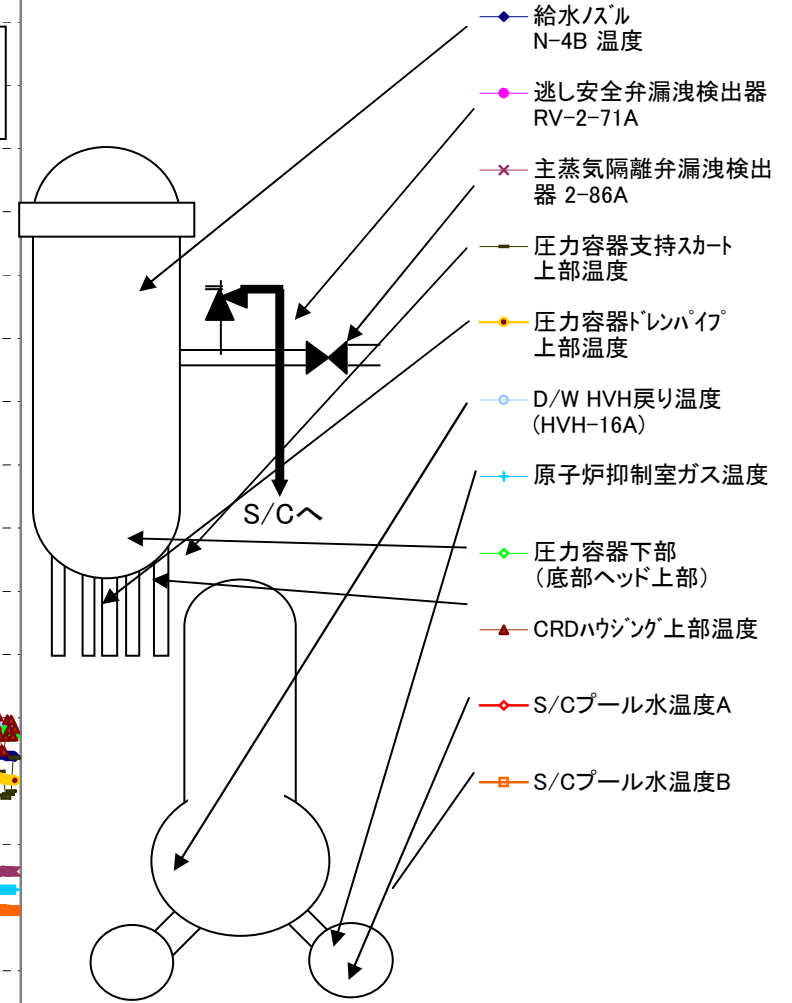 給水ノズル
N-4B 温度
逃し安全弁漏洩検出器
RV-2-71A
主蒸気隔離弁漏洩検出
器 2-86A
圧力容器支持スカート
上部温度
圧力容器ドレンパイプ
上部温度
D/W HVH戻り温度
(HVH-16A)
原子炉抑制室ガス温度
S/Cへ
圧力容器下部
（底部ヘッド上部）
CRDハウジング上部温度
S/Cプール水温度A
S/Cプール水温度B